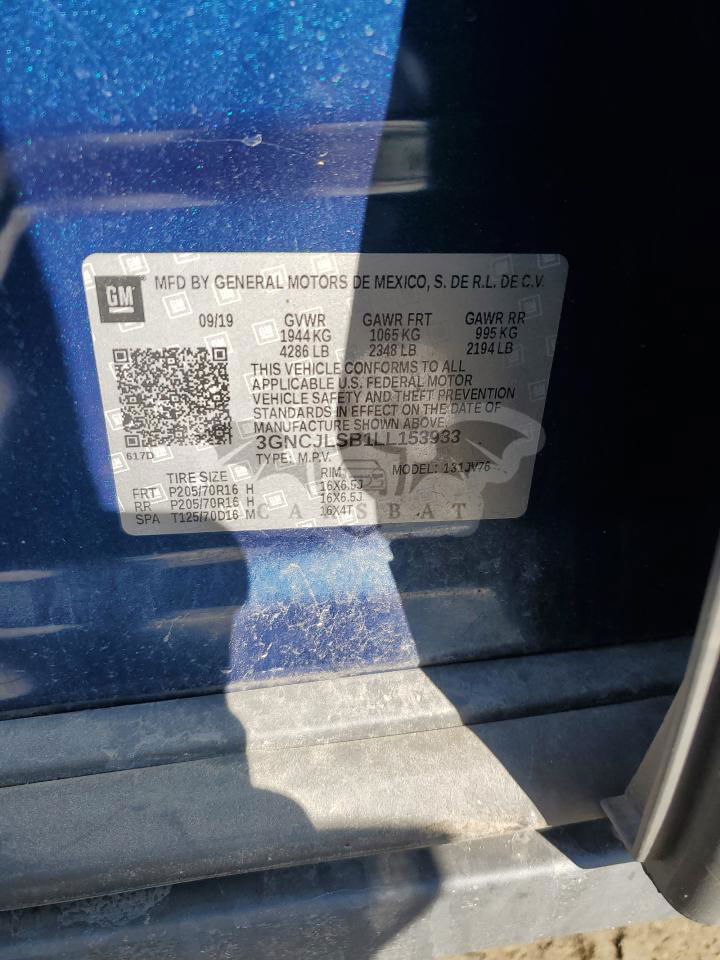 GM
MFD BY GENERAL MOTORS DE MEXICO, S. DE R.L. DE C.V.
09/19 GVWR GAWR FRT GAWR RR
1944 KG 1065 KG 995 KG
4286 LB 2348 LB 2194 LB
THIS VEHICLE CONFORMS TO ALL
APPLICABLE U.S. FEDERAL MOTOR
VEHICLE SAFETY AND THEFT PREVENTION
STANDARDS IN EFFECT ON THE DATE OF
MANUFACTURE SHOWN ABOVE.
3GNCJLSB1LL153933
617D TYPE: M.P.V. MODEL: 131JV76
TIRE SIZE RIM
FRT P205/70R16 H 16X6.5J
RR P205/70R16 H 16X6.5J
SPA T125/70D16 M 16X4T
CARSBAT